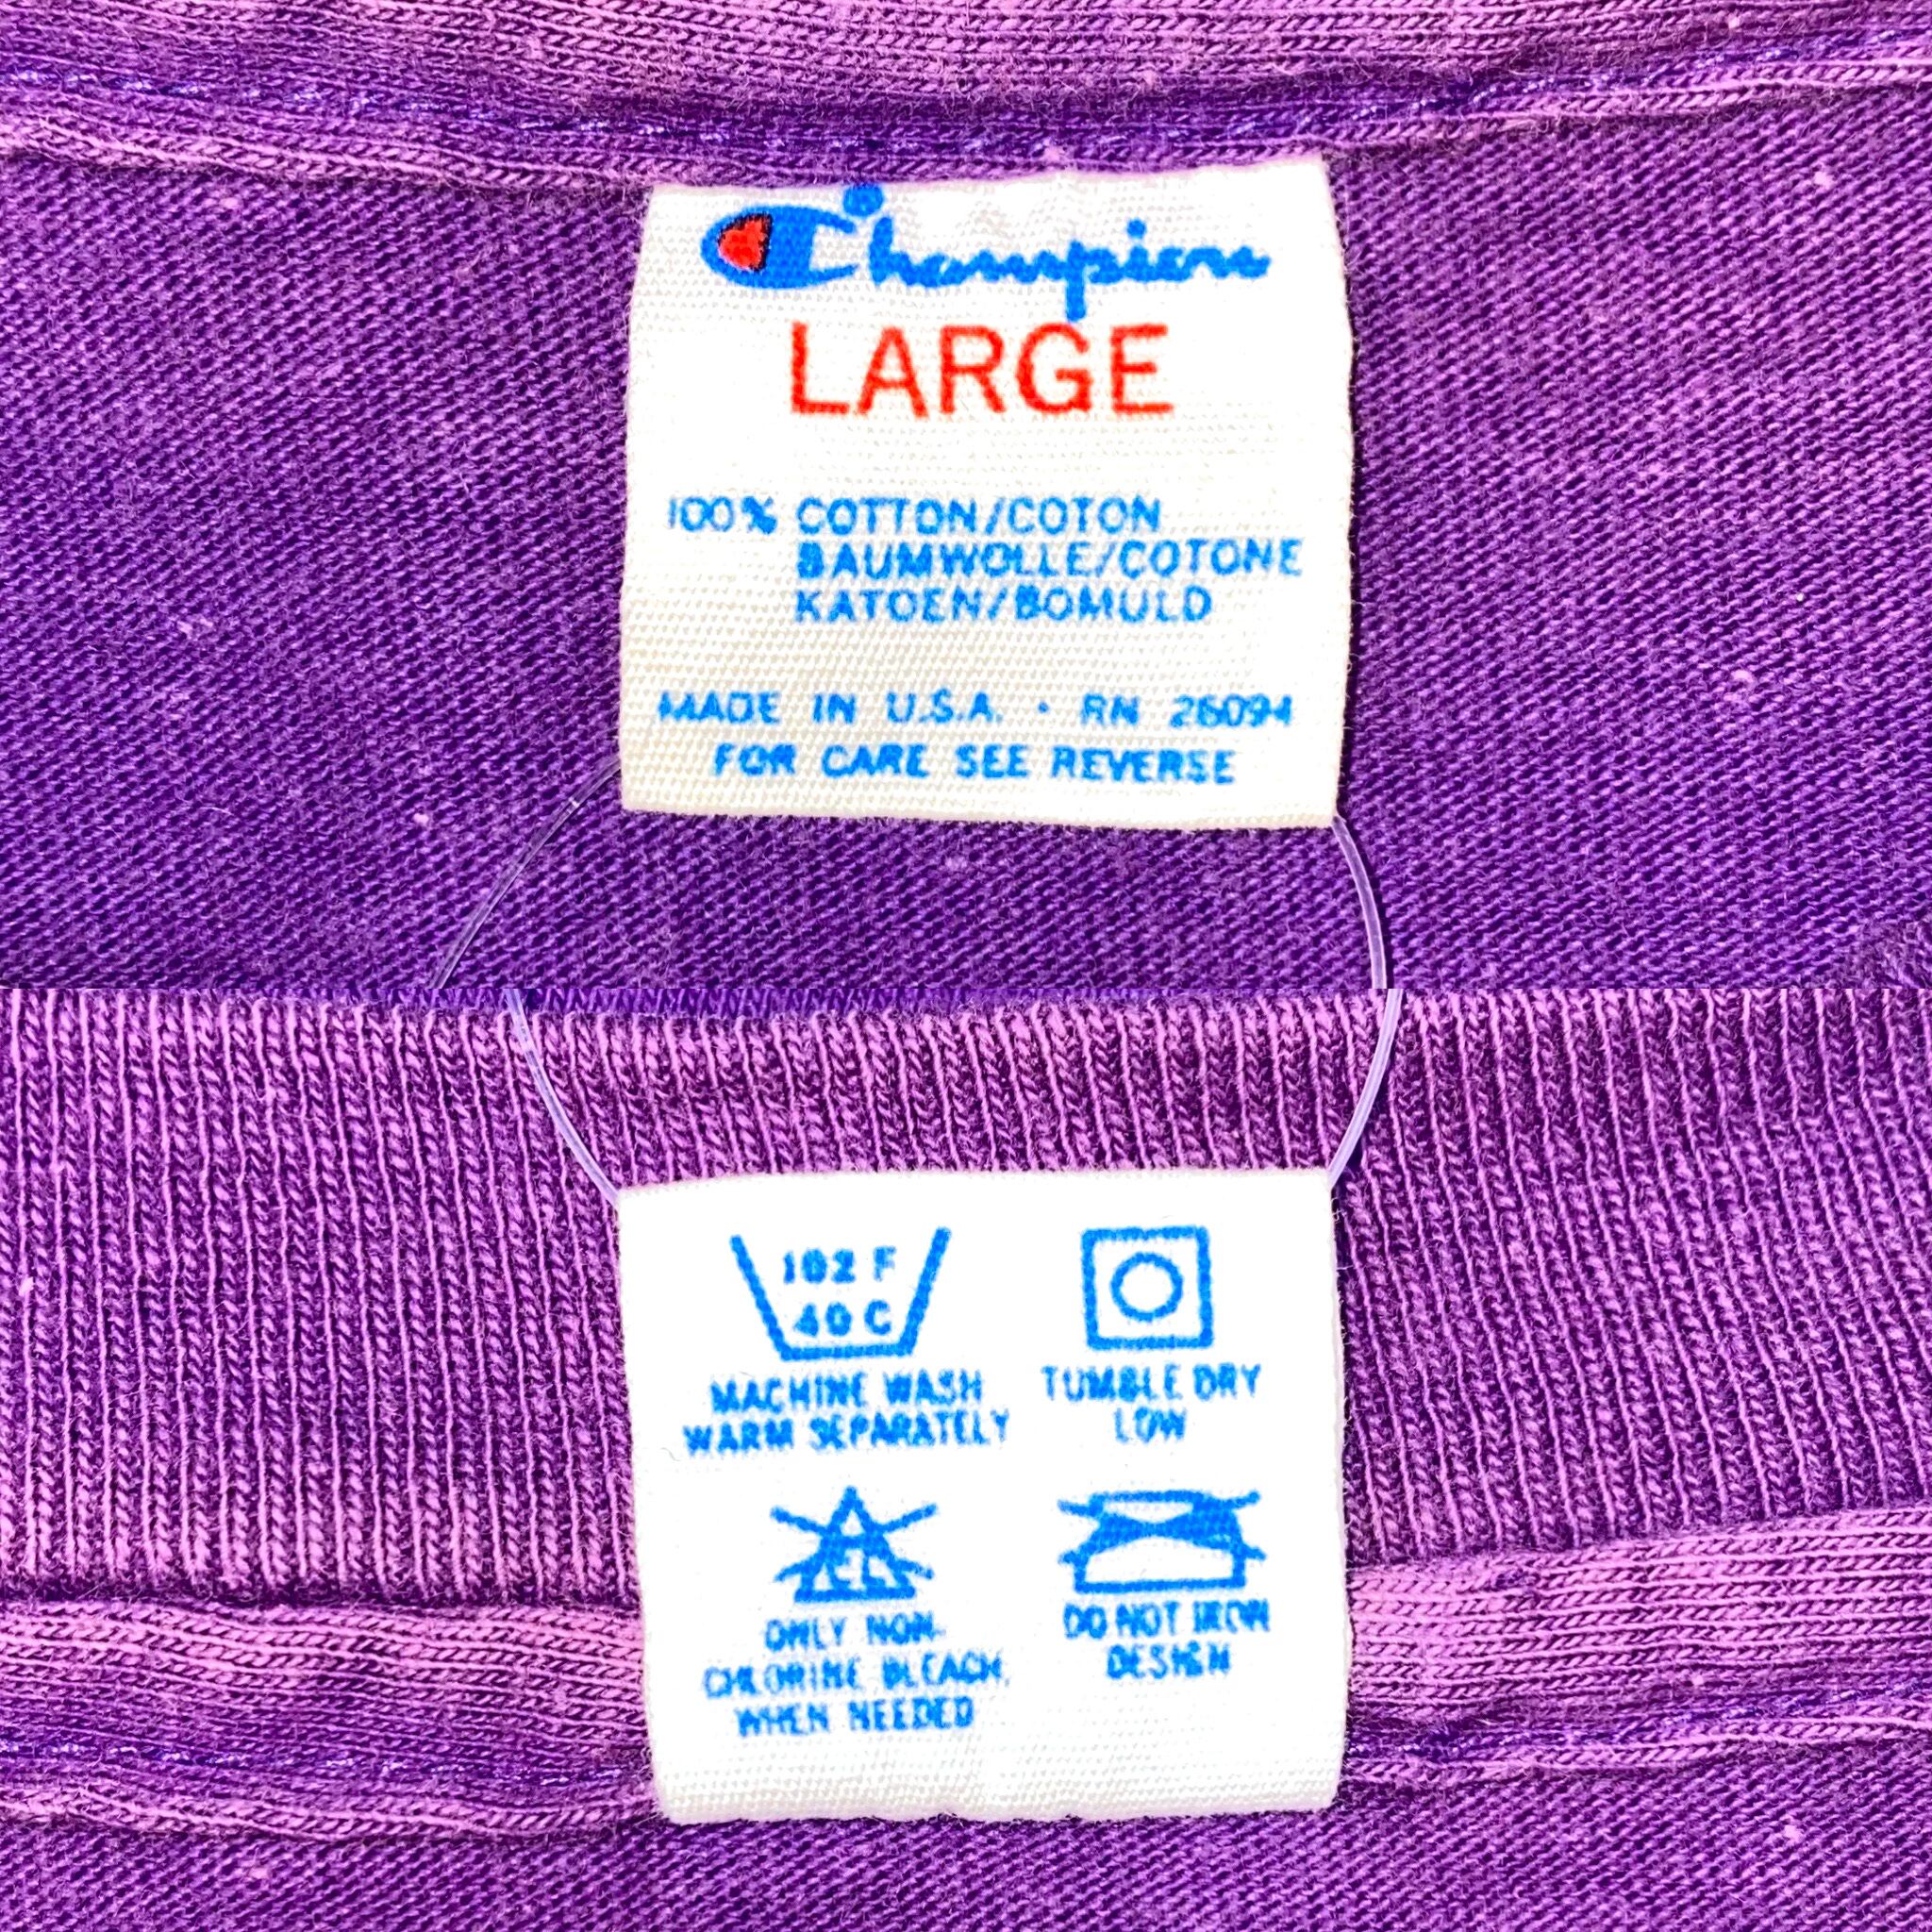 Champion
LARGE
100% COTTON/COTON
BAUMWOLLE/COTONE
KATOEN/BOMULD
MADE IN U.S.A. · RN 26094
FOR CARE SEE REVERSE
102 F
40 C
MACHINE WASH
WARM SEPARATELY
TUMBLE DRY
LOW
CL
ONLY NON-
CHLORINE BLEACH,
WHEN NEEDED
DO NOT IRON
DESIGN